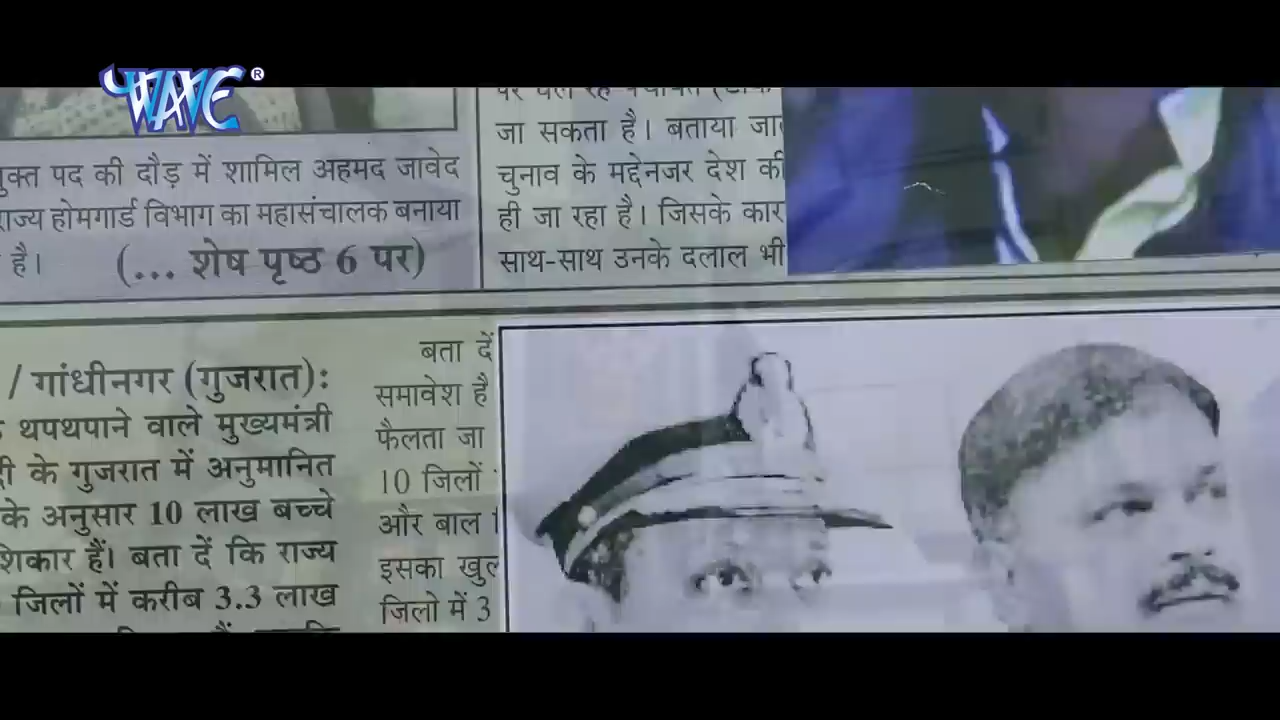 WAVE®
युक्त पद की दौड़ में शामिल अहमद जावेद
राज्य होमगार्ड विभाग का महासंचालक बनाया
है।
(... शेष पृष्ठ 6 पर)
जा सकता है। बताया जा
चुनाव के मद्देनजर देश की
ही जा रहा है। जिसके कार
साथ-साथ उनके दलाल भी
/ गांधीनगर (गुजरात):
थपथपाने वाले मुख्यमंत्री
के गुजरात में अनुमानित
के अनुसार 10 लाख बच्चे
शिकार हैं। बता दें कि राज्य
जिलों में करीब 3.3 लाख
बता दें
समावेश है
फैलता जा
10 जिलों
और बाल
इसका खुल
जिलो में 3